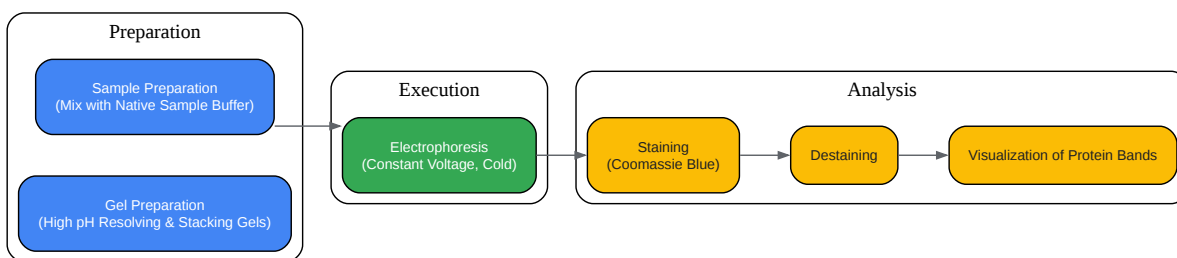 Preparation
Sample Preparation
(Mix with Native Sample Buffer)
Gel Preparation
(High pH Resolving & Stacking Gels)
Execution
Electrophoresis
(Constant Voltage, Cold)
Analysis
Staining
(Coomassie Blue)
Destaining
Visualization of Protein Bands